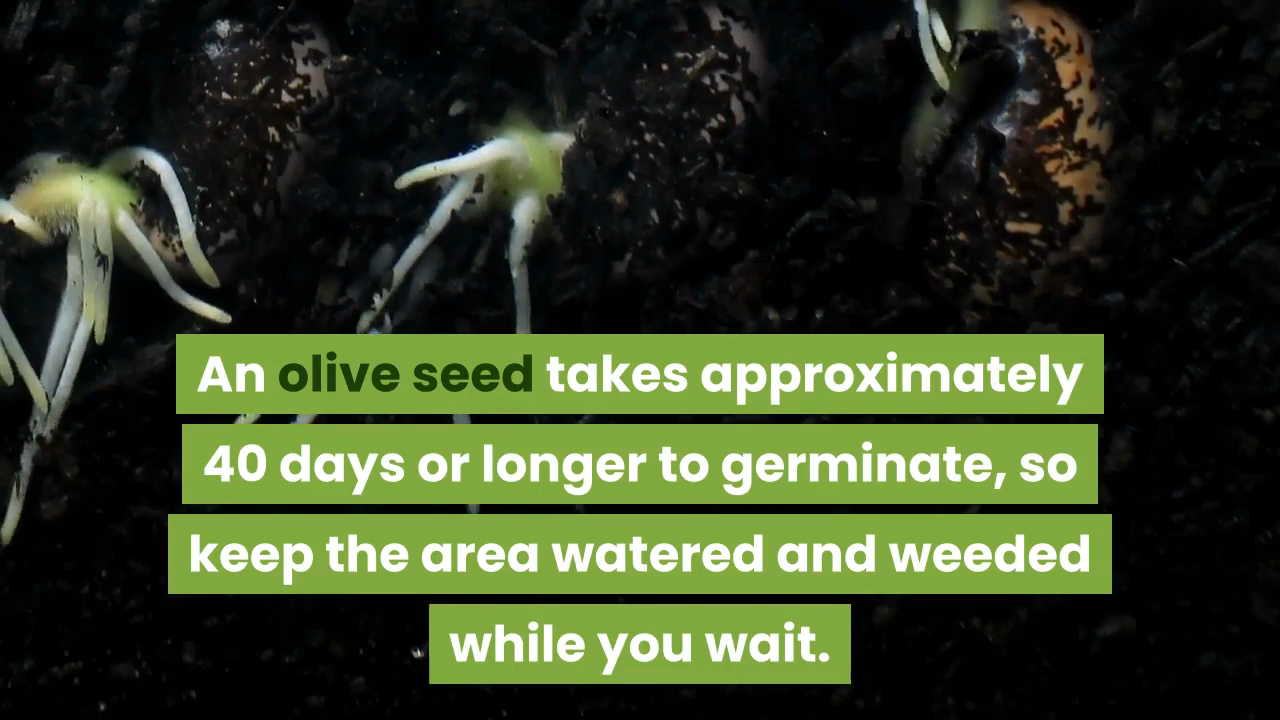 An olive seed takes approximately
40 days or longer to germinate, so
keep the area watered and weeded
while you wait.